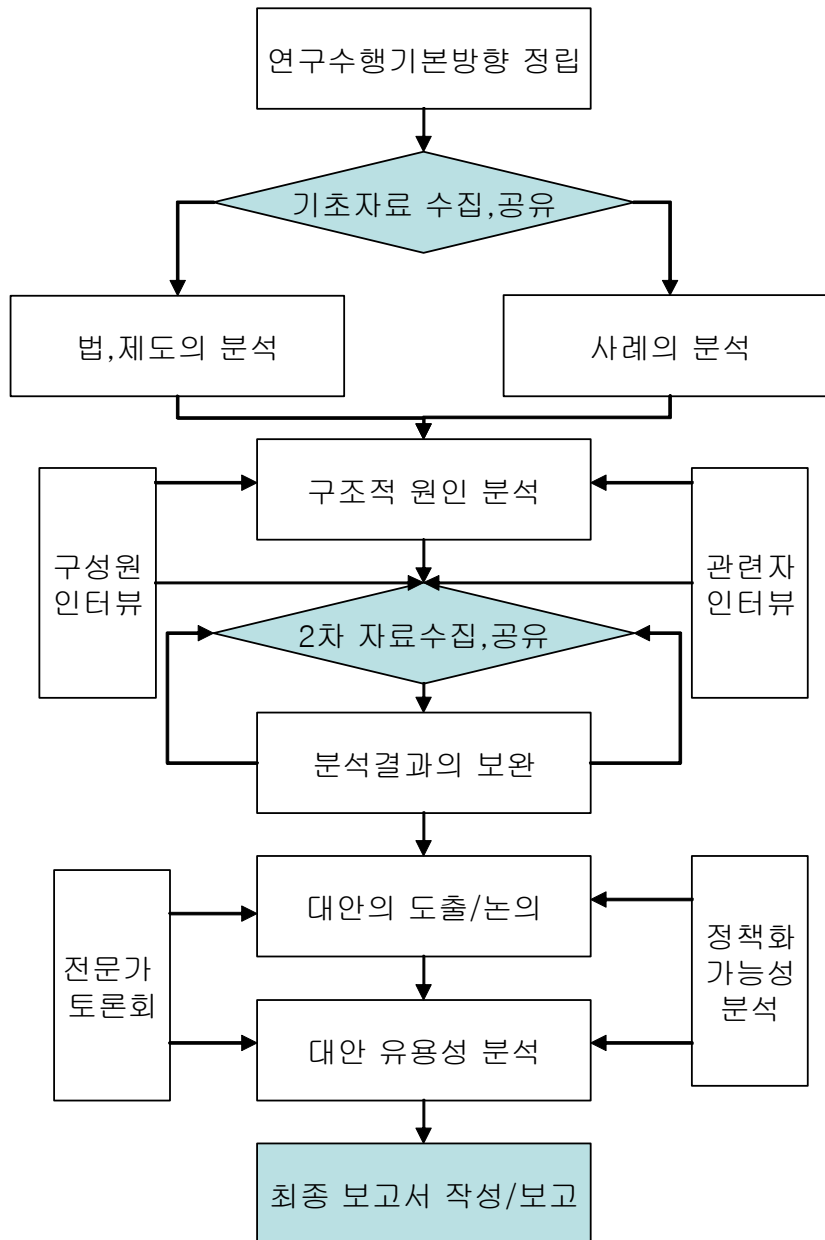 연구수행기본방향 정립
기초자료 수집,공유
법,제도의 분석
사례의 분석
구조적 원인 분석
구성원
인터뷰
관련자
인터뷰
2차 자료수집,공유
분석결과의 보완
대안의 도출/논의
전문가
토론회
정책화
가능성
분석
대안 유용성 분석
최종 보고서 작성/보고